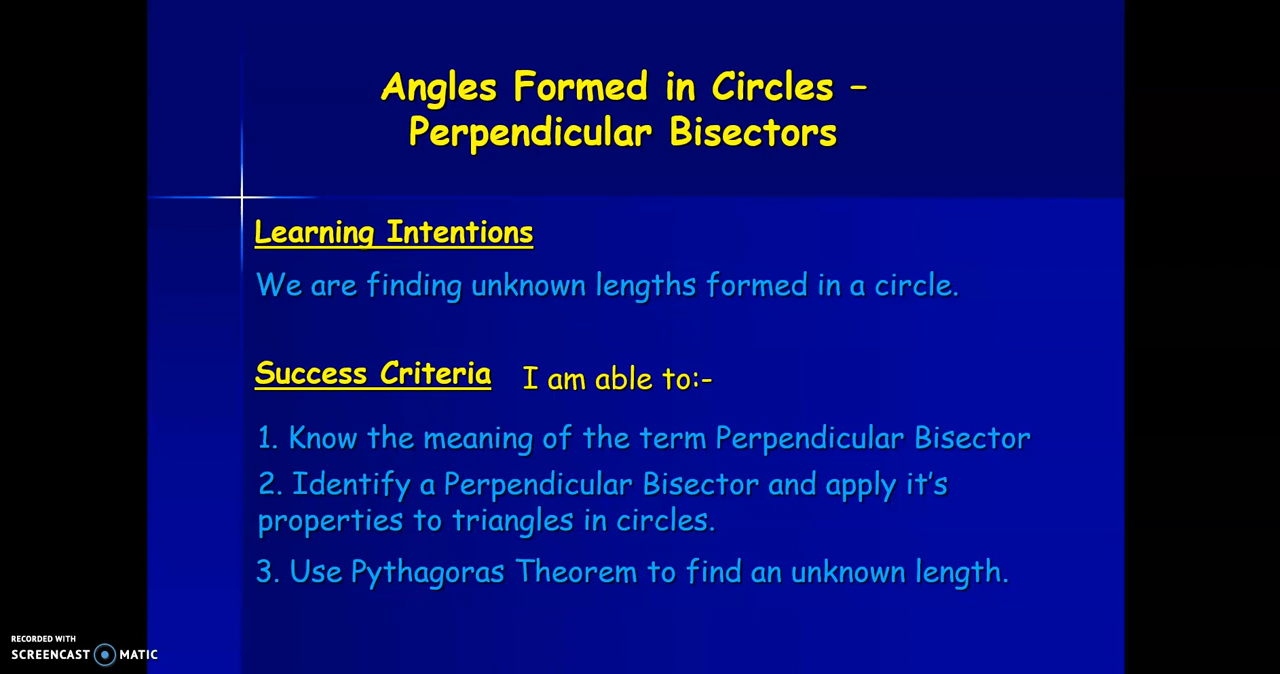 Angles Formed in Circles –
Perpendicular Bisectors
Learning Intentions
We are finding unknown lengths formed in a circle.
Success Criteria I am able to:-
1. Know the meaning of the term Perpendicular Bisector
2. Identify a Perpendicular Bisector and apply it's
properties to triangles in circles.
3. Use Pythagoras Theorem to find an unknown length.
RECORDED WITH
SCREENCAST MATIC